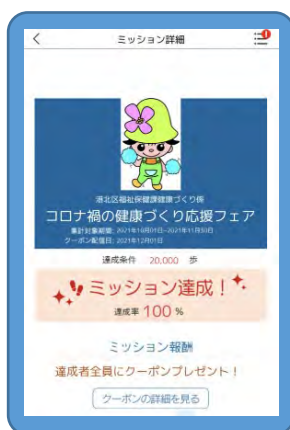 ミッション詳細
港北区福祉保健課健康づくり係
コロナ禍の健康づくり応援フェア
集計対象期間: 2021年10月01日~2021年11月30日
クーポン配信日: 2021年12月01日
達成条件 20,000 歩
ミッション達成!
達成率 100 %
ミッション報酬
達成者全員にクーポンプレゼント!
クーポンの詳細を見る